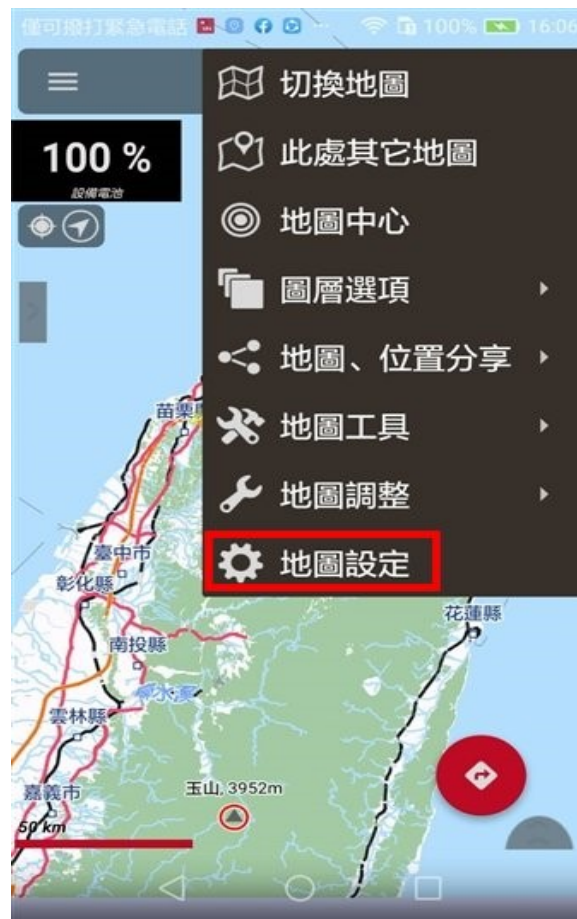 僅可撥打緊急電話 100% 16:06
切換地圖
100 %
設備電池
此處其它地圖
地圖中心
圖層選項
地圖、位置分享
苗栗
地圖工具
地圖調整
臺中市
地圖設定
彰化縣
花蓮縣
南投縣
雲林縣
嘉義市
玉山, 3952m
50 km